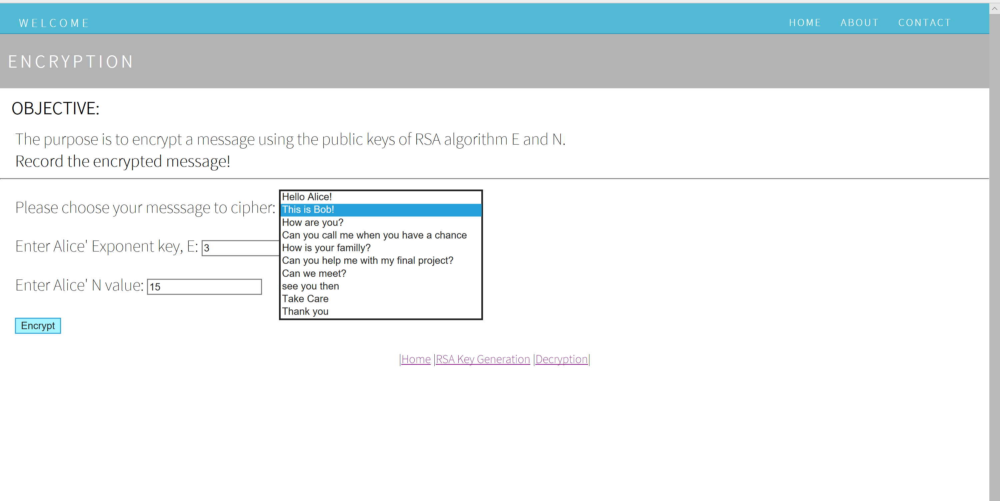 WELCOME
HOME ABOUT CONTACT
ENCRYPTION
OBJECTIVE:
The purpose is to encrypt a message using the public keys of RSA algorithm E and N.
Record the encrypted message!
Please choose your messsage to cipher:
Hello Alice!
This is Bob!
How are you?
Can you call me when you have a chance
How is your familly?
Can you help me with my final project?
Can we meet?
see you then
Take Care
Thank you
Enter Alice' Exponent key, E: 3
Enter Alice' N value: 15
Encrypt
|Home |RSA Key Generation |Decryption|